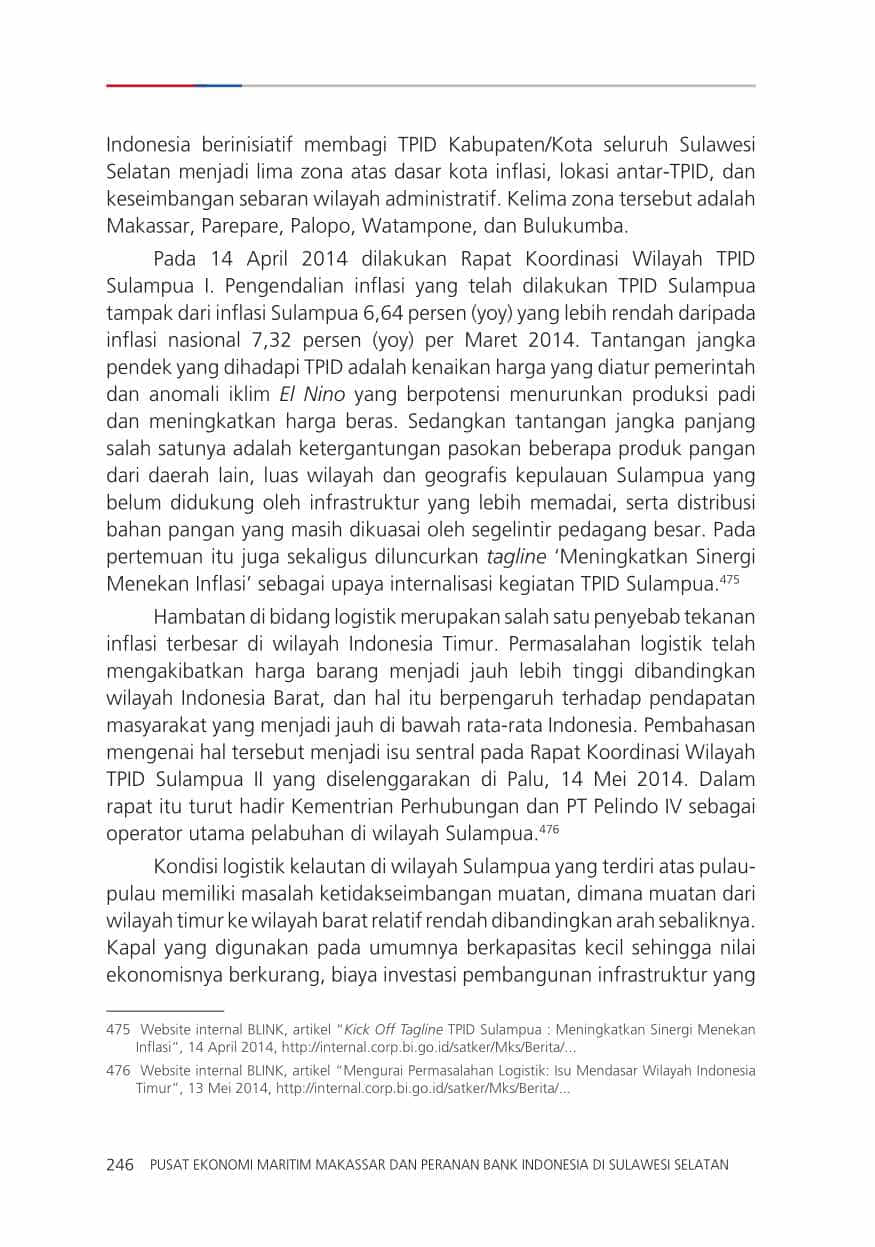 Indonesia berinisiatif membagi TPID Kabupaten/Kota seluruh Sulawesi
Selatan menjadi lima zona atas dasar kota inflasi, lokasi antar-TPID, dan
keseimbangan sebaran wilayah administratif. Kelima zona tersebut adalah
Makassar, Parepare, Palopo, Watampone, dan Bulukumba.
Pada 14 April 2014 dilakukan Rapat Koordinasi Wilayah TPID
Sulampua I. Pengendalian inflasi yang telah dilakukan TPID Sulampua
tampak dari inflasi Sulampua 6,64 persen (yoy) yang lebih rendah daripada
inflasi nasional 7,32 persen (yoy) per Maret 2014. Tantangan jangka
pendek yang dihadapi TPID adalah kenaikan harga yang diatur pemerintah
dan anomali iklim El Nino yang berpotensi menurunkan produksi padi
dan meningkatkan harga beras. Sedangkan tantangan jangka panjang
salah satunya adalah ketergantungan pasokan beberapa produk pangan
dari daerah lain, luas wilayah dan geografis kepulauan Sulampua yang
belum didukung oleh infrastruktur yang lebih memadai, serta distribusi
bahan pangan yang masih dikuasai oleh segelintir pedagang besar. Pada
pertemuan itu juga sekaligus diluncurkan tagline ‘Meningkatkan Sinergi
Menekan Inflasi’ sebagai upaya internalisasi kegiatan TPID Sulampua.475
Hambatan di bidang logistik merupakan salah satu penyebab tekanan
inflasi terbesar di wilayah Indonesia Timur. Permasalahan logistik telah
mengakibatkan harga barang menjadi jauh lebih tinggi dibandingkan
wilayah Indonesia Barat, dan hal itu berpengaruh terhadap pendapatan
masyarakat yang menjadi jauh di bawah rata-rata Indonesia. Pembahasan
mengenai hal tersebut menjadi isu sentral pada Rapat Koordinasi Wilayah
TPID Sulampua II yang diselenggarakan di Palu, 14 Mei 2014. Dalam
rapat itu turut hadir Kementrian Perhubungan dan PT Pelindo IV sebagai
operator utama pelabuhan di wilayah Sulampua.476
Kondisi logistik kelautan di wilayah Sulampua yang terdiri atas pulau-
pulau memiliki masalah ketidakseimbangan muatan, dimana muatan dari
wilayah timur ke wilayah barat relatif rendah dibandingkan arah sebaliknya.
Kapal yang digunakan pada umumnya berkapasitas kecil sehingga nilai
ekonomisnya berkurang, biaya investasi pembangunan infrastruktur yang
475 Website internal BLINK, artikel “Kick Off Tagline TPID Sulampua : Meningkatkan Sinergi Menekan
Inflasi”, 14 April 2014, http://internal.corp.bi.go.id/satker/Mks/Berita/...
476 Website internal BLINK, artikel “Mengurai Permasalahan Logistik: Isu Mendasar Wilayah Indonesia
Timur”, 13 Mei 2014, http://internal.corp.bi.go.id/satker/Mks/Berita/...
246 PUSAT EKONOMI MARITIM MAKASSAR DAN PERANAN BANK INDONESIA DI SULAWESI SELATAN